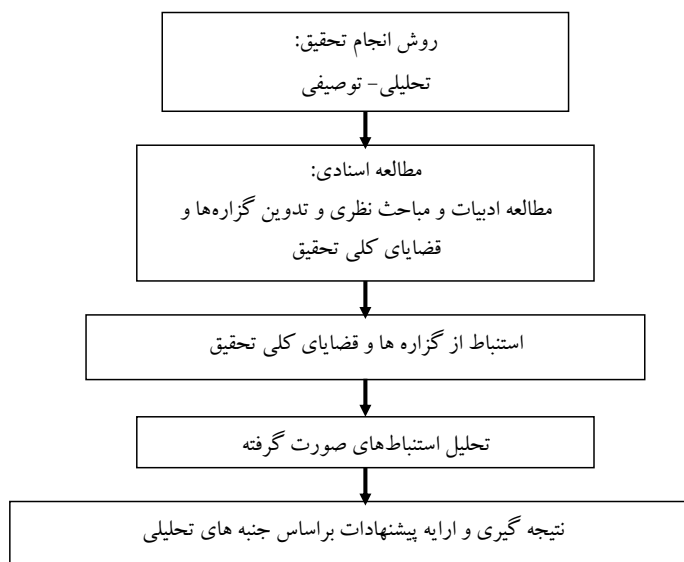 روش انجام تحقیق:
تحلیلی- توصیفی
مطالعه اسنادی:
مطالعه ادبیات و مباحث نظری و تدوین گزاره‌ها و
قضایای کلی تحقیق
استنباط از گزاره ها و قضایای کلی تحقیق
تحلیل استنباط‌های صورت گرفته
نتیجه گیری و ارایه پیشنهادات براساس جنبه های تحلیلی